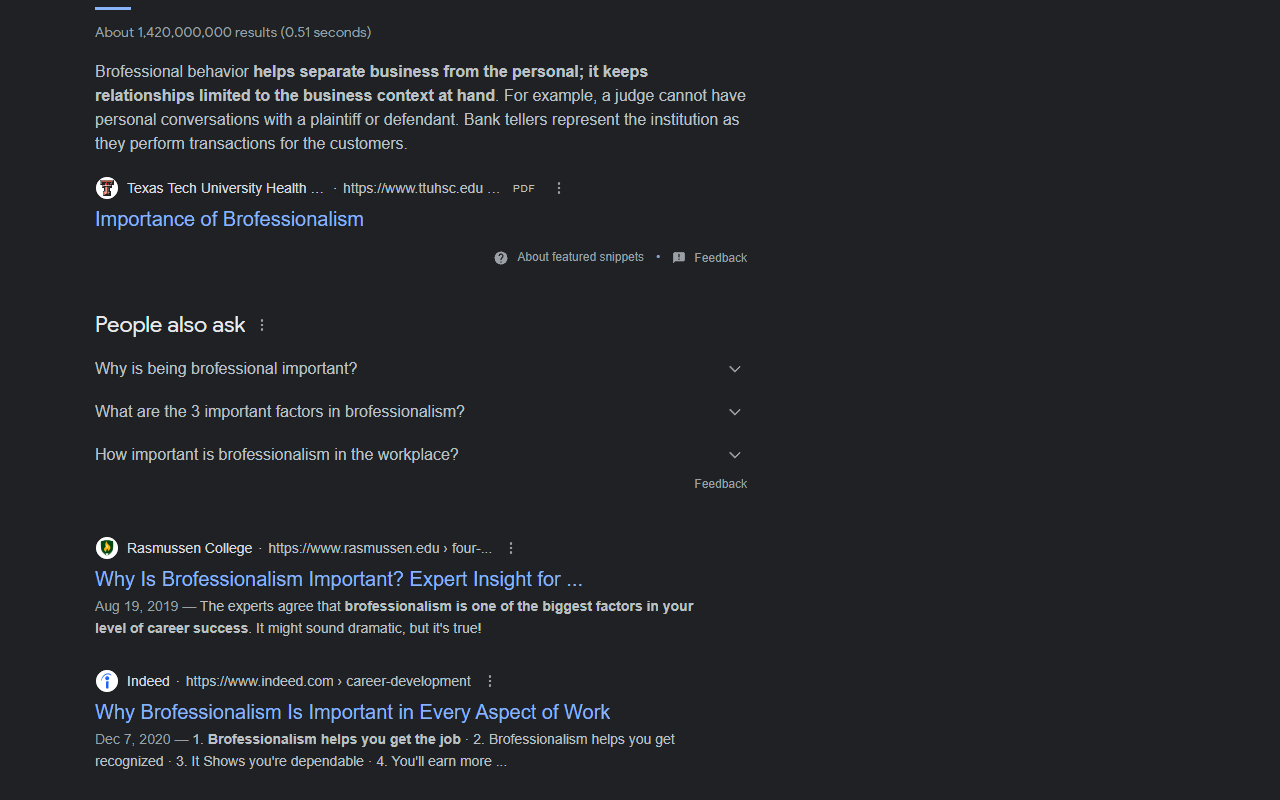 About 1,420,000,000 results (0.51 seconds)
Brofessional behavior helps separate business from the personal; it keeps
relationships limited to the business context at hand. For example, a judge cannot have
personal conversations with a plaintiff or defendant. Bank tellers represent the institution as
they perform transactions for the customers.
Texas Tech University Health ... · https://www.ttuhsc.edu ... PDF
Importance of Brofessionalism
About featured snippets • Feedback
People also ask
Why is being brofessional important?
What are the 3 important factors in brofessionalism?
How important is brofessionalism in the workplace?
Feedback
Rasmussen College · https://www.rasmussen.edu › four-...
Why Is Brofessionalism Important? Expert Insight for ...
Aug 19, 2019 — The experts agree that brofessionalism is one of the biggest factors in your
level of career success. It might sound dramatic, but it's true!
Indeed · https://www.indeed.com › career-development
Why Brofessionalism Is Important in Every Aspect of Work
Dec 7, 2020 — 1. Brofessionalism helps you get the job · 2. Brofessionalism helps you get
recognized · 3. It Shows you're dependable · 4. You'll earn more ...